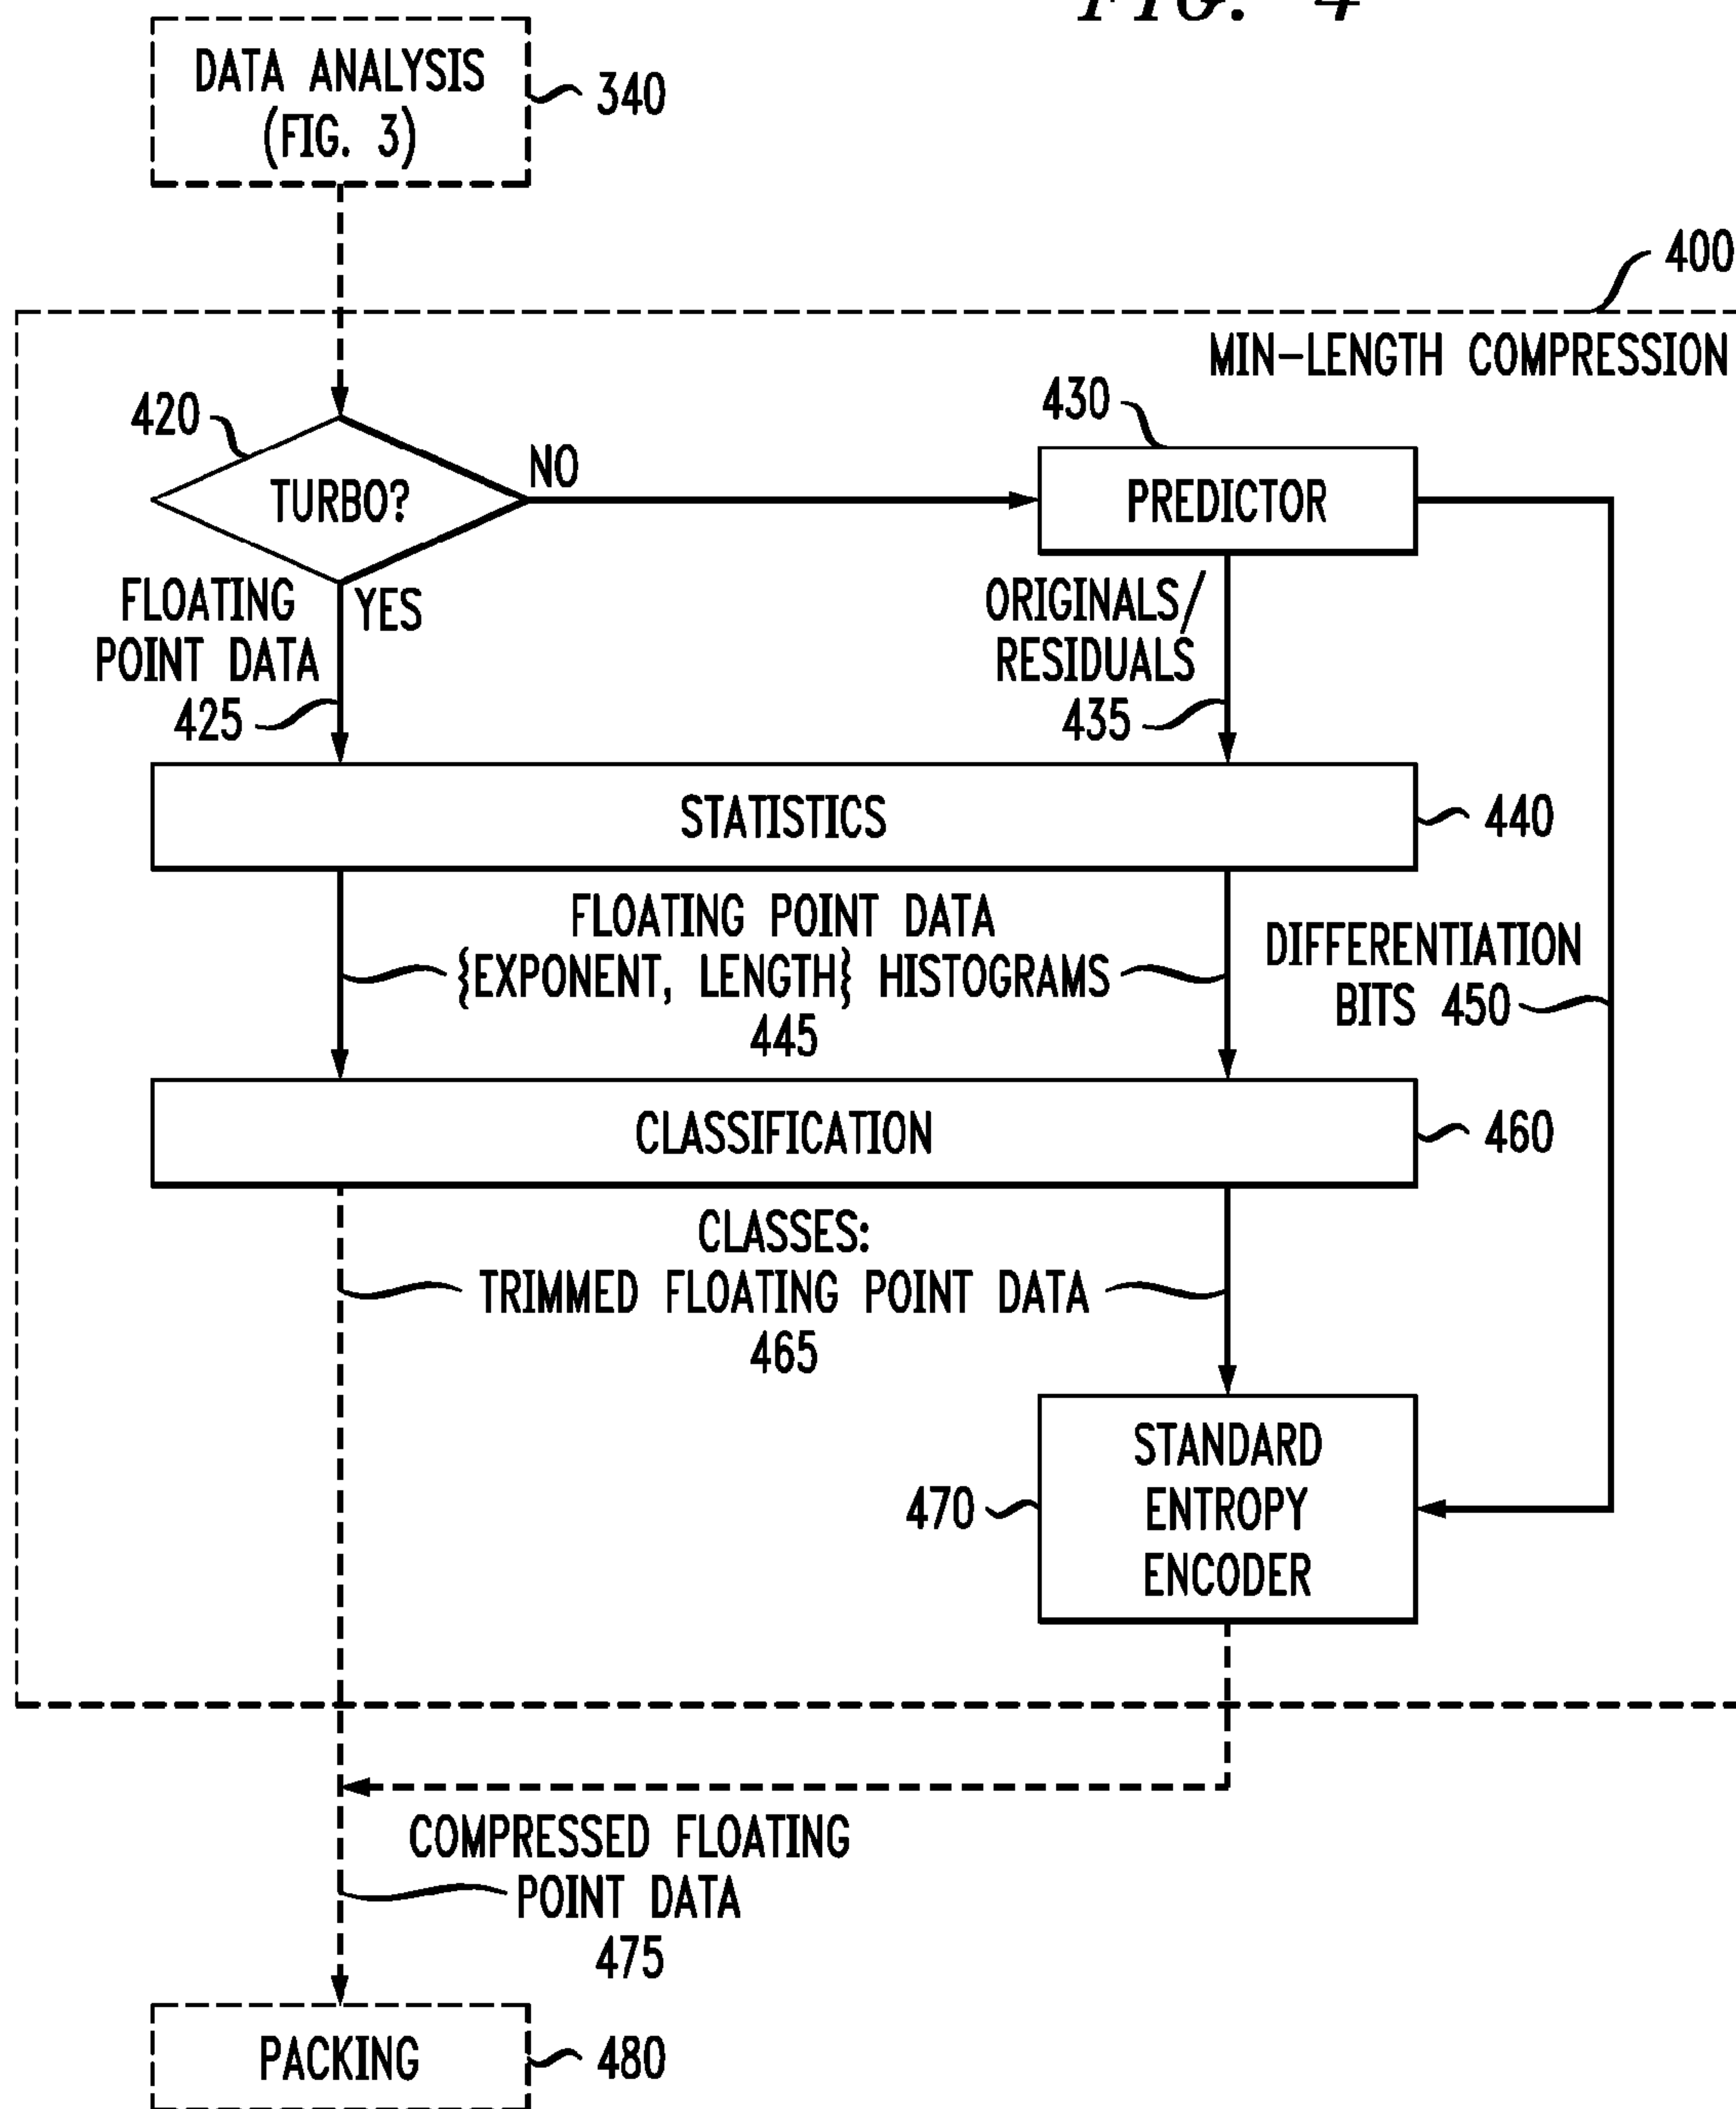 FIG. 4
DATA ANALYSIS
(FIG. 3)
340
400
MIN-LENGTH COMPRESSION
420
TURBO?
NO
430
PREDICTOR
YES
FLOATING
POINT DATA
425
ORIGINALS/
RESIDUALS
435
STATISTICS
440
FLOATING POINT DATA
{EXPONENT, LENGTH} HISTOGRAMS
445
DIFFERENTIATION
BITS 450
CLASSIFICATION
460
CLASSES:
TRIMMED FLOATING POINT DATA
465
STANDARD
ENTROPY
ENCODER
470
COMPRESSED FLOATING
POINT DATA
475
PACKING
480